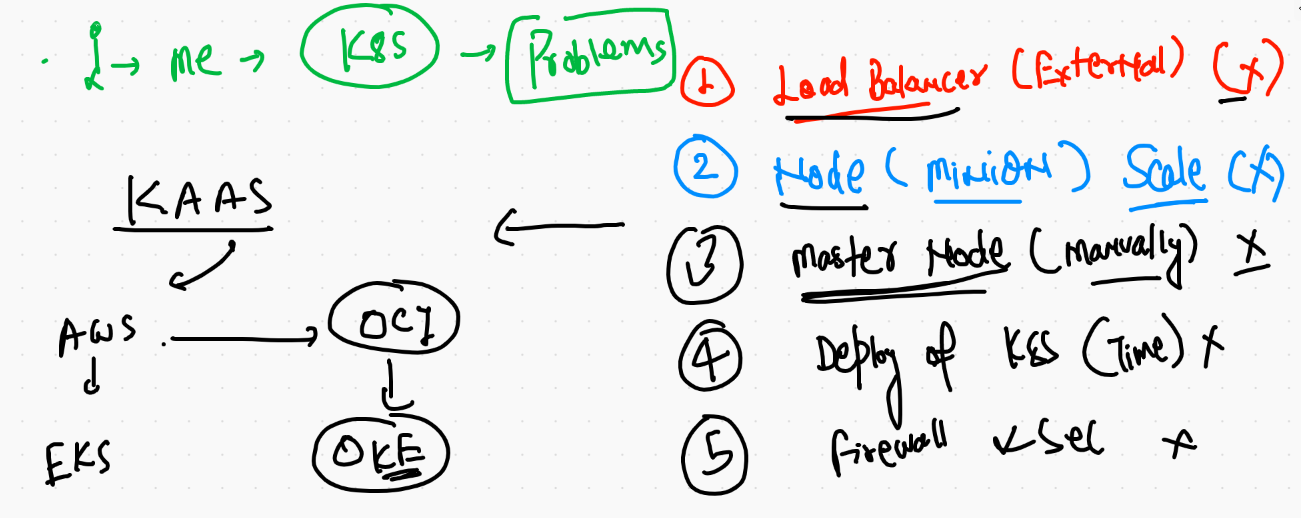 me → K8S → Problems
1 Load Balancer (External) (x)
2 Node (MINION) Scale (x)
KAAS
3 Master Node (Manually) x
AWS → OCI
4 Deploy of K8S (Time) x
EKS
OKE
5 firewall & Sec x